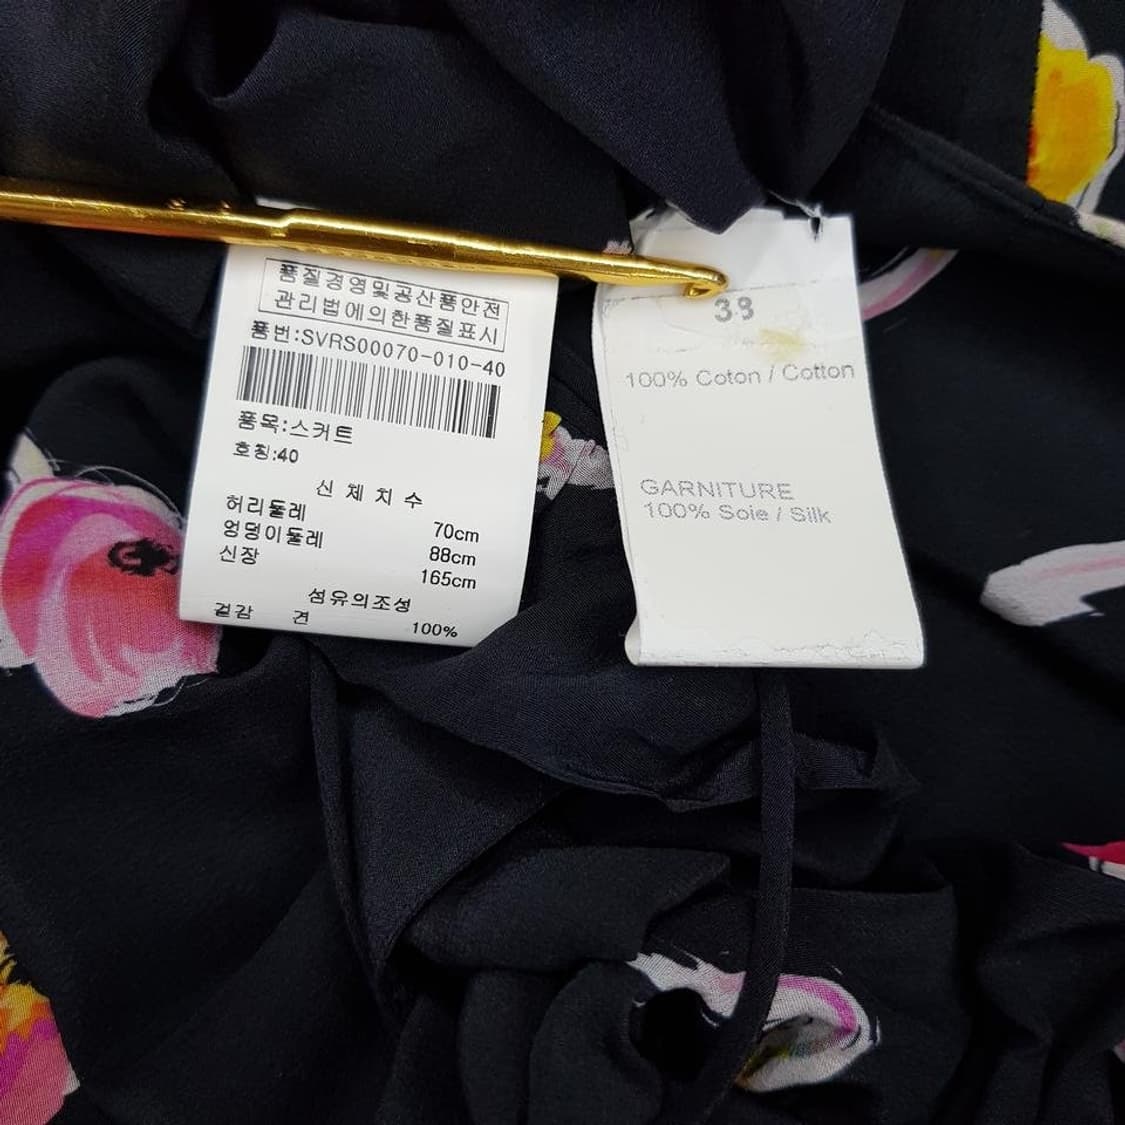 품질경영및공산품안전
관리법에의한품질표시
품번:SVRS00070-010-40
품목:스커트
호칭:40
신 체 치 수
허리둘레 70cm
엉덩이둘레 88cm
신장 165cm
섬유의조성
겉감 견 100%
38
100% Coton / Cotton
GARNITURE
100% Soie / Silk